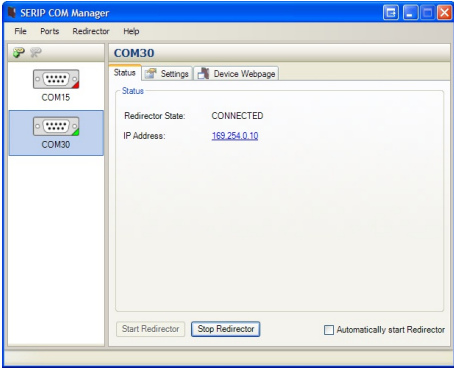 SERIP COM Manager
File Ports Redirector Help
COM15
COM30
COM30
Status Settings Device Webpage
Status
Redirector State: CONNECTED
IP Address: 169.254.0.10
Start Redirector Stop Redirector Automatically start Redirector